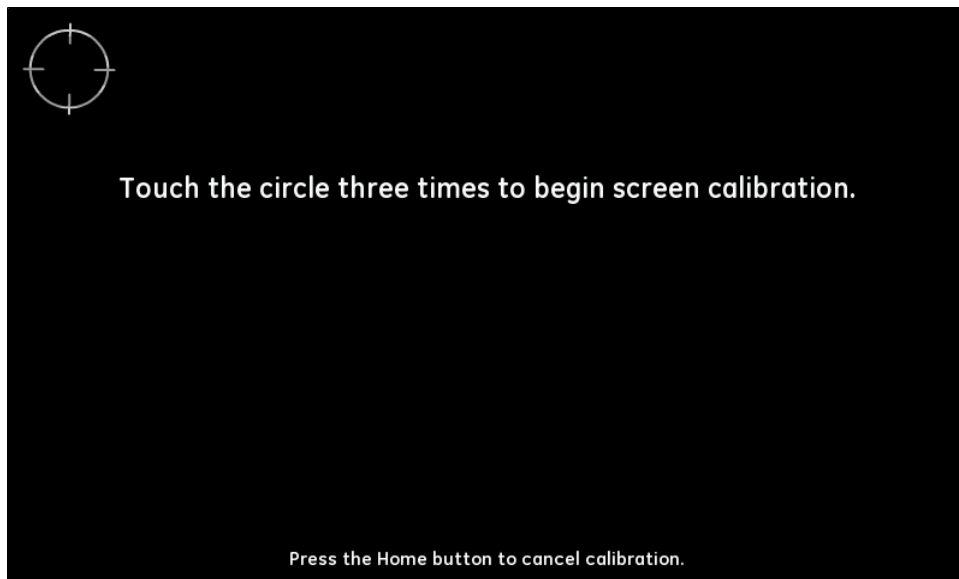 Touch the circle three times to begin screen calibration.
Press the Home button to cancel calibration.